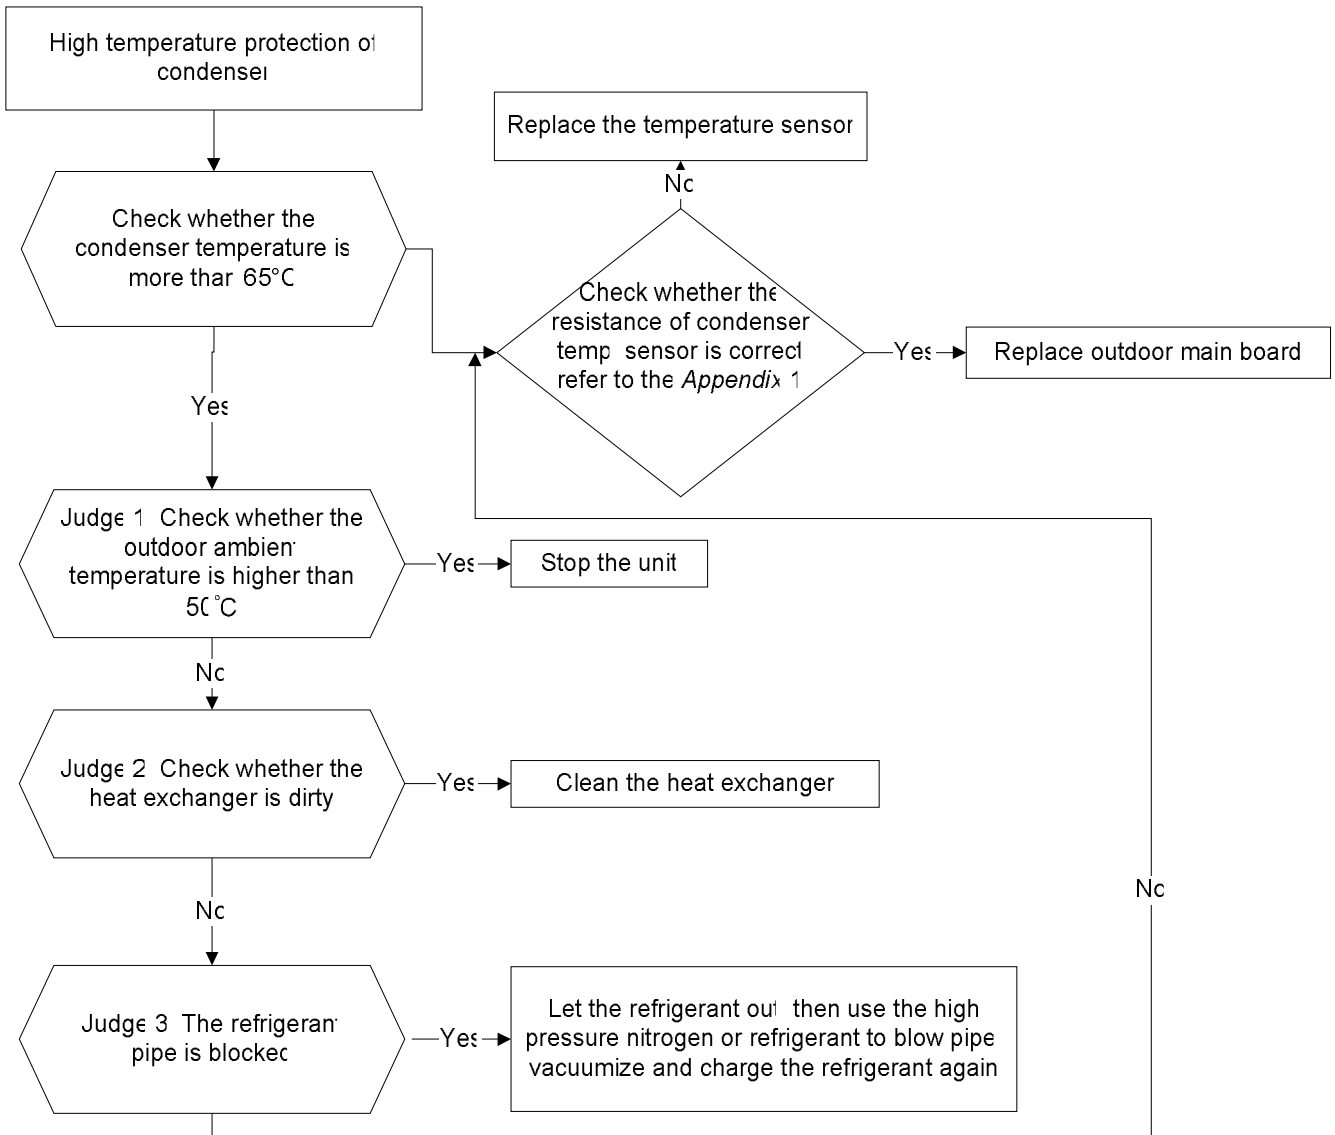 High temperature protection of
condenser
Replace the temperature sensor
No
Check whether the
condenser temperature is
more than 65°C
Check whether the
resistance of condenser
temp sensor is correct
refer to the Appendix 1
Yes
Replace outdoor main board
Yes
Judge 1 Check whether the
outdoor ambient
temperature is higher than
50°C
Yes
Stop the unit
No
Judge 2 Check whether the
heat exchanger is dirty
Yes
Clean the heat exchanger
No
No
Judge 3 The refrigerant
pipe is blocked
Yes
Let the refrigerant out then use the high
pressure nitrogen or refrigerant to blow pipe
vacuumize and charge the refrigerant again